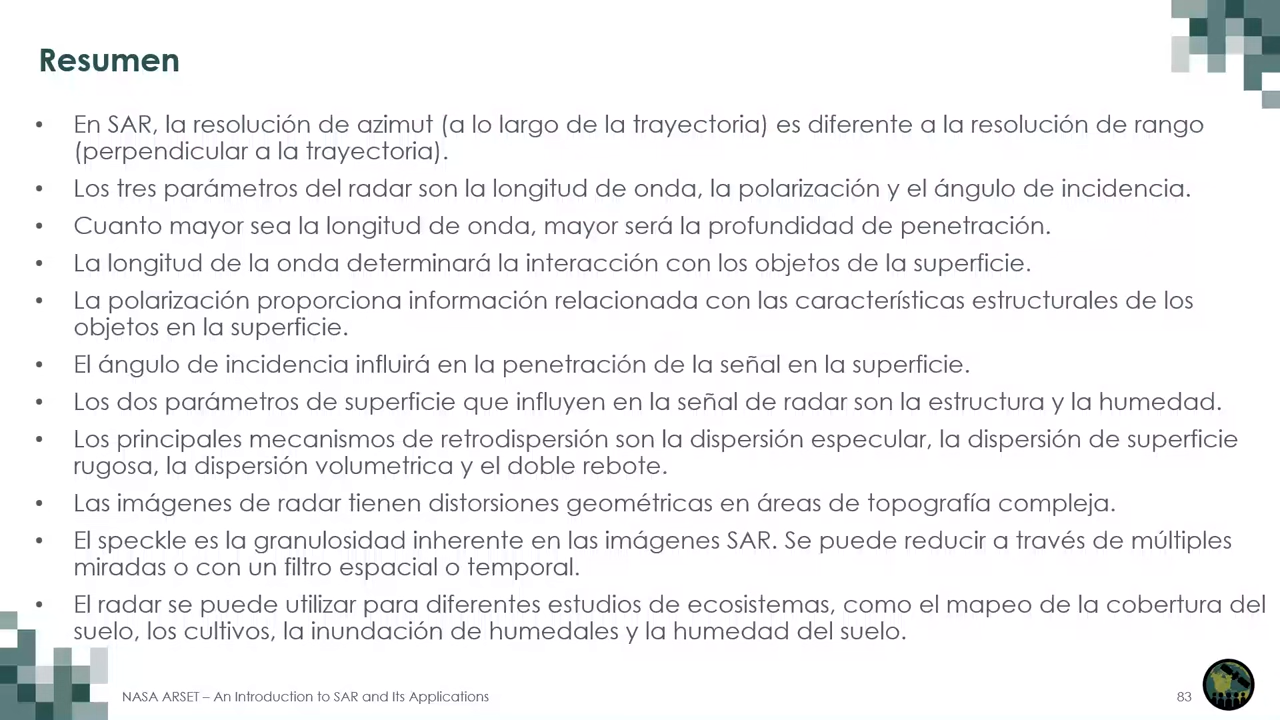 Resumen
• En SAR, la resolución de azimut (a lo largo de la trayectoria) es diferente a la resolución de rango
(perpendicular a la trayectoria).
• Los tres parámetros del radar son la longitud de onda, la polarización y el ángulo de incidencia.
• Cuanto mayor sea la longitud de onda, mayor será la profundidad de penetración.
• La longitud de la onda determinará la interacción con los objetos de la superficie.
• La polarización proporciona información relacionada con las características estructurales de los
objetos en la superficie.
• El ángulo de incidencia influirá en la penetración de la señal en la superficie.
• Los dos parámetros de superficie que influyen en la señal de radar son la estructura y la humedad.
• Los principales mecanismos de retrodispersión son la dispersión especular, la dispersión de superficie
rugosa, la dispersión volumetrica y el doble rebote.
• Las imágenes de radar tienen distorsiones geométricas en áreas de topografía compleja.
• El speckle es la granulosidad inherente en las imágenes SAR. Se puede reducir a través de múltiples
miradas o con un filtro espacial o temporal.
• El radar se puede utilizar para diferentes estudios de ecosistemas, como el mapeo de la cobertura del
suelo, los cultivos, la inundación de humedales y la humedad del suelo.
NASA ARSET – An Introduction to SAR and Its Applications
83